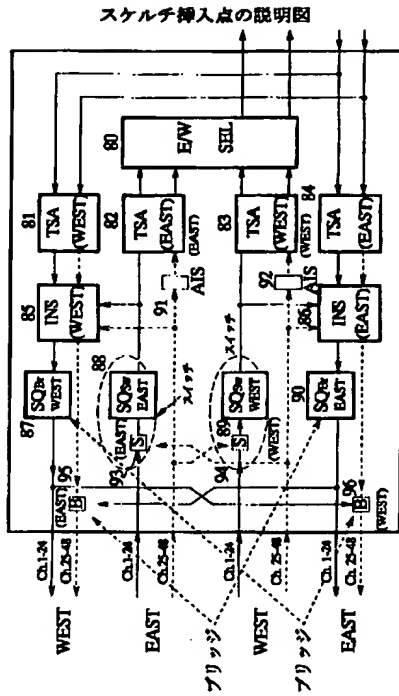 スケルチ挿入点の説明図
80
E/W
SEL
81
TSA
(WEST)
82
TSA
(EAST)
(EAST)
83
TSA
(WEST)
(WEST)
84
TSA
(EAST)
85
INS
(WEST)
91
AIS
92
AIS
86
INS
(EAST)
87
SQBr
WEST
88
SQSw
EAST
スイッチ
スイッチ
89
SQSw
WEST
90
SQBr
EAST
93
(EAST)
S
94
S
95
(EAST)
B
96
B
(WEST)
Ch.1-24
Ch.25-48
WEST
Ch.1-24
Ch.25-48
EAST
Ch.1-24
Ch.25-48
WEST
Ch.1-24
Ch.25-48
EAST
ブリッジ
ブリッジ